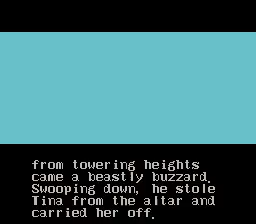 from towering heights
came a beastly buzzard.
Swooping down, he stole
Tina from the altar and
carried her off.